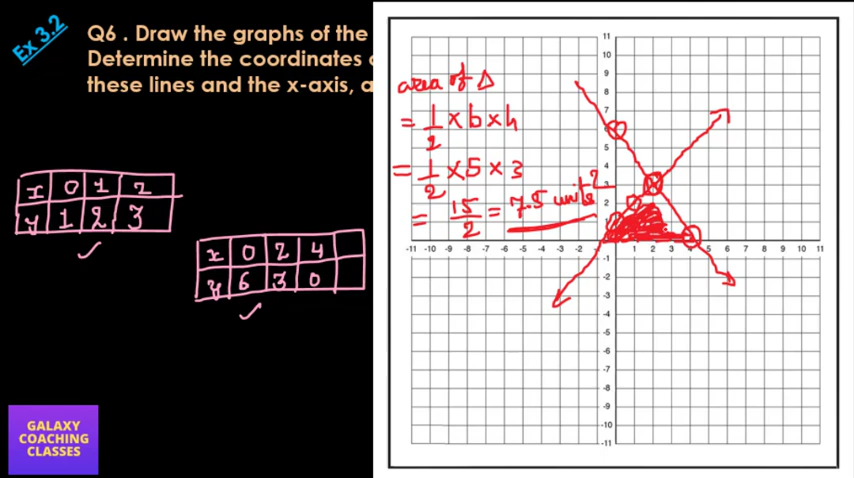 Ex 3.2
Q6 . Draw the graphs of the
Determine the coordinates
these lines and the x-axis, a
x 0 1 2
y 1 2 3
x 0 2 4
y 6 3 0
GALAXY
COACHING
CLASSES
area of Δ
= 1/2 × b × h
= 1/2 × 5 × 3
= 15/2 = 7.5 units²
11
10
9
8
7
6
5
4
3
2
1
-11 -10 -9 -8 -7 -6 -5 -4 -3 -2 -1 1 2 3 4 5 6 7 8 9 10 11
-1
-2
-3
-4
-5
-6
-7
-8
-9
-10
-11